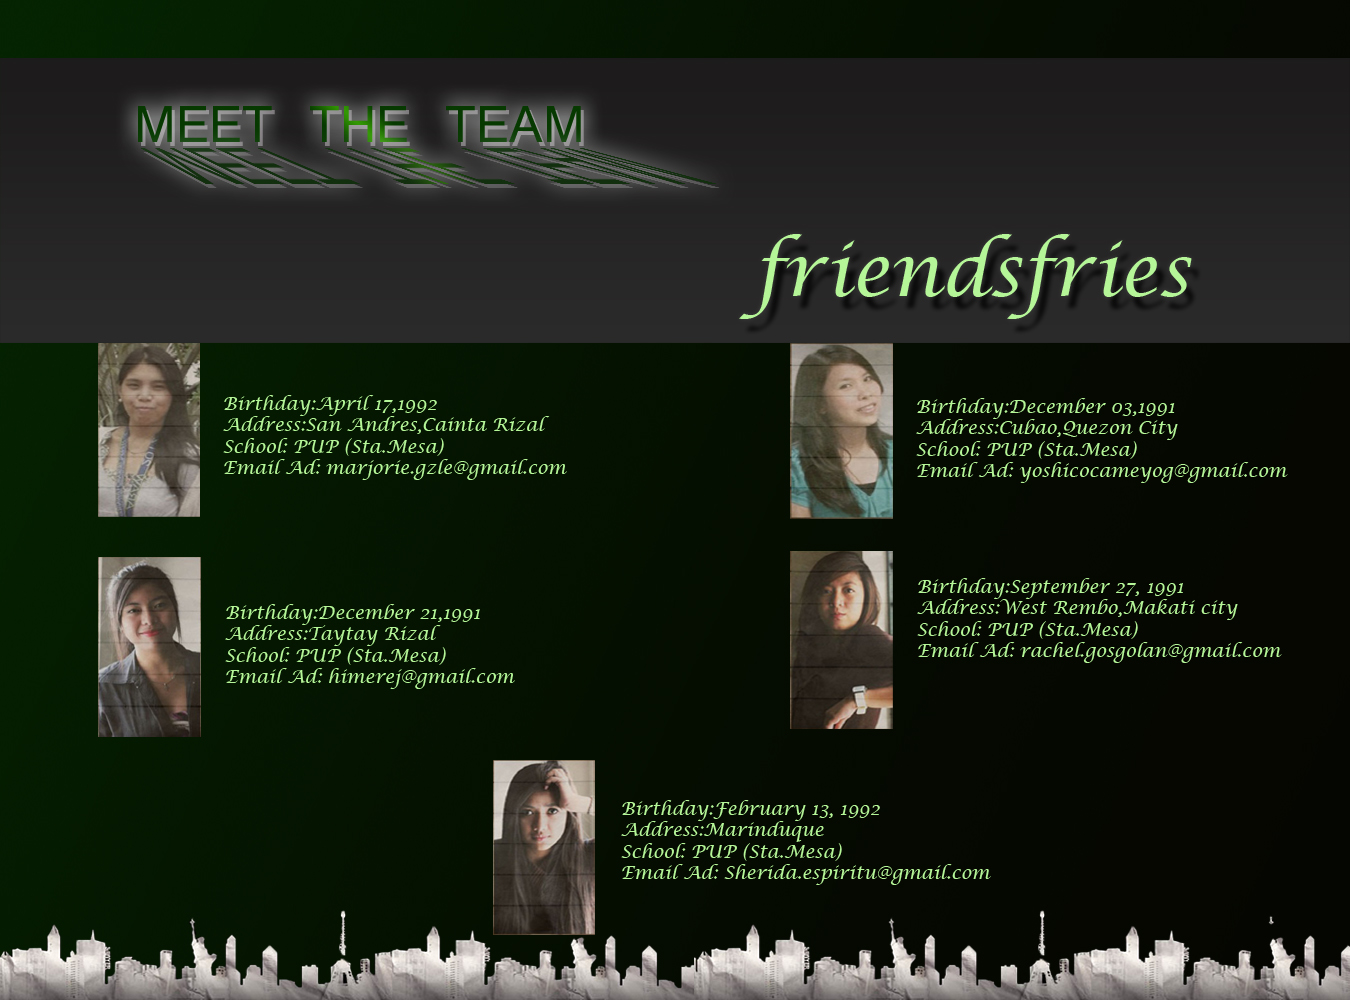 MEET THE TEAM
friendsfries
Birthday:April 17,1992
Address:San Andres,Cainta Rizal
School: PUP (Sta.Mesa)
Email Ad: marjorie.gzle@gmail.com
Birthday:December 03,1991
Address:Cubao,Quezon City
School: PUP (Sta.Mesa)
Email Ad: yoshicocameyog@gmail.com
Birthday:December 21,1991
Address:Taytay Rizal
School: PUP (Sta.Mesa)
Email Ad: himerej@gmail.com
Birthday:September 27, 1991
Address:West Rembo,Makati city
School: PUP (Sta.Mesa)
Email Ad: rachel.gosgolan@gmail.com
Birthday:February 13, 1992
Address:Marinduque
School: PUP (Sta.Mesa)
Email Ad: Sherida.espiritu@gmail.com